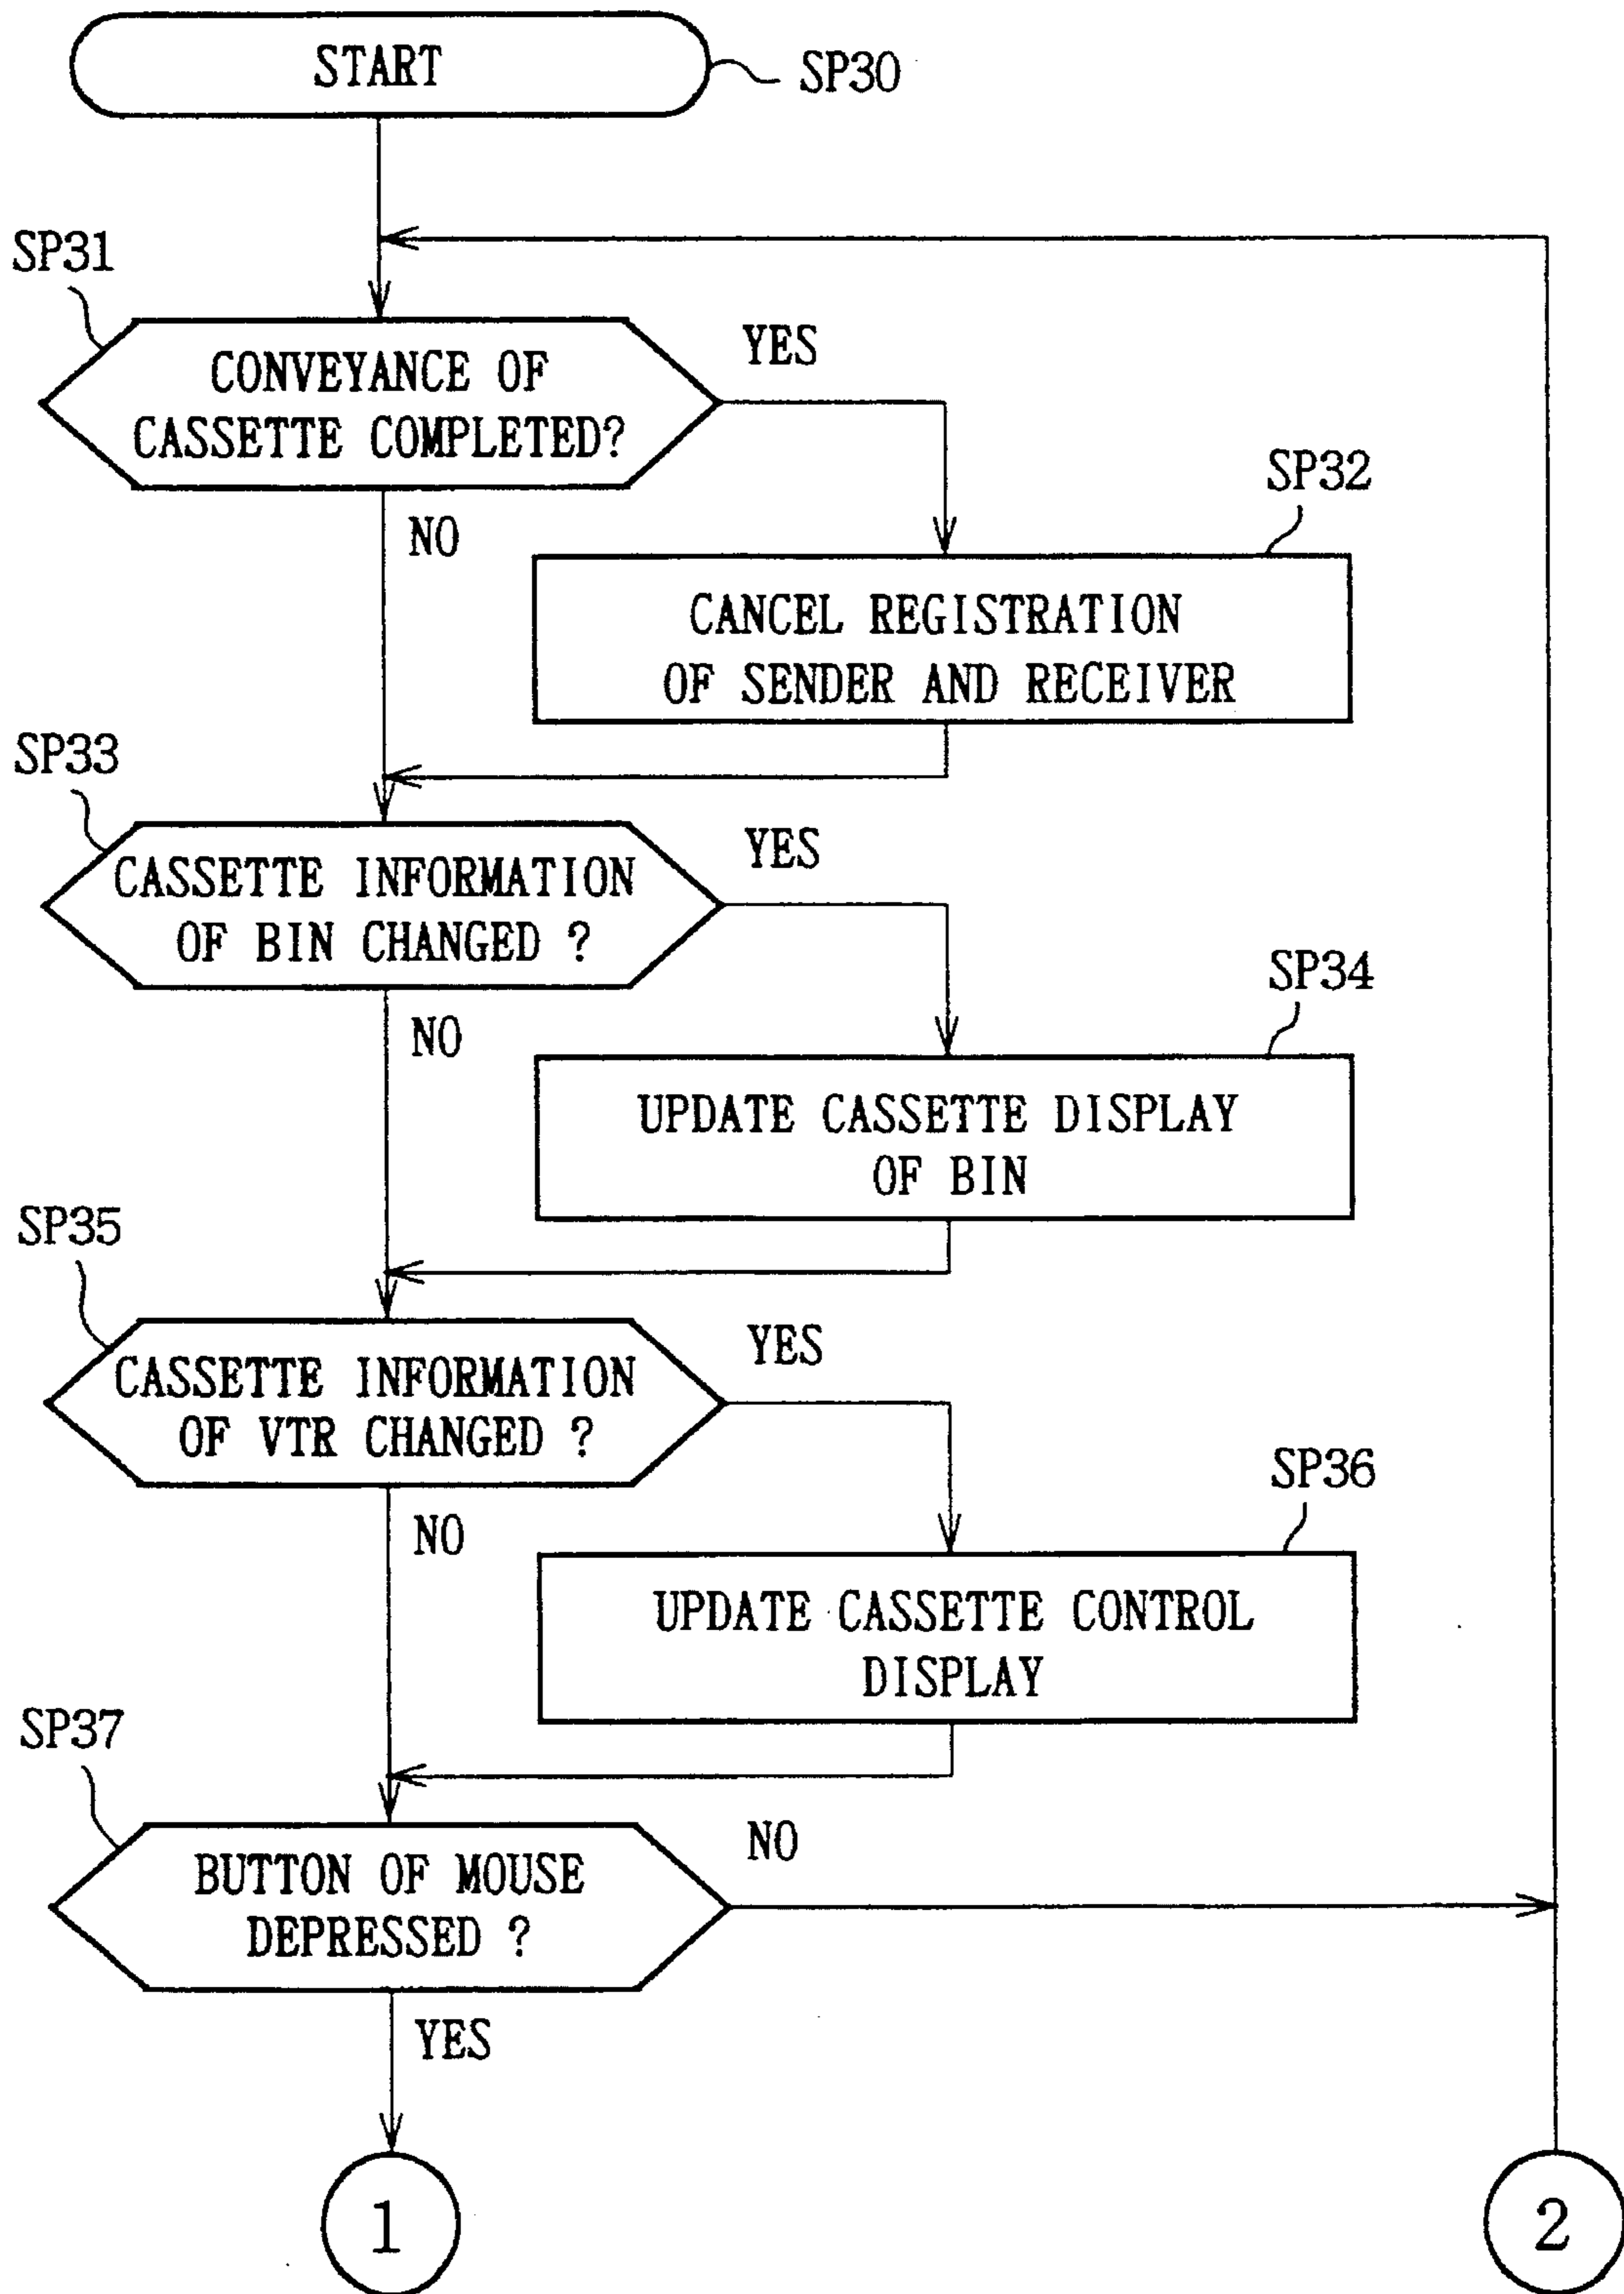 START
SP30
SP31
CONVEYANCE OF
CASSETTE COMPLETED?
YES
NO
SP32
CANCEL REGISTRATION
OF SENDER AND RECEIVER
SP33
CASSETTE INFORMATION
OF BIN CHANGED ?
YES
NO
SP34
UPDATE CASSETTE DISPLAY
OF BIN
SP35
CASSETTE INFORMATION
OF VTR CHANGED ?
YES
NO
SP36
UPDATE CASSETTE CONTROL
DISPLAY
SP37
BUTTON OF MOUSE
DEPRESSED ?
NO
YES
1
2